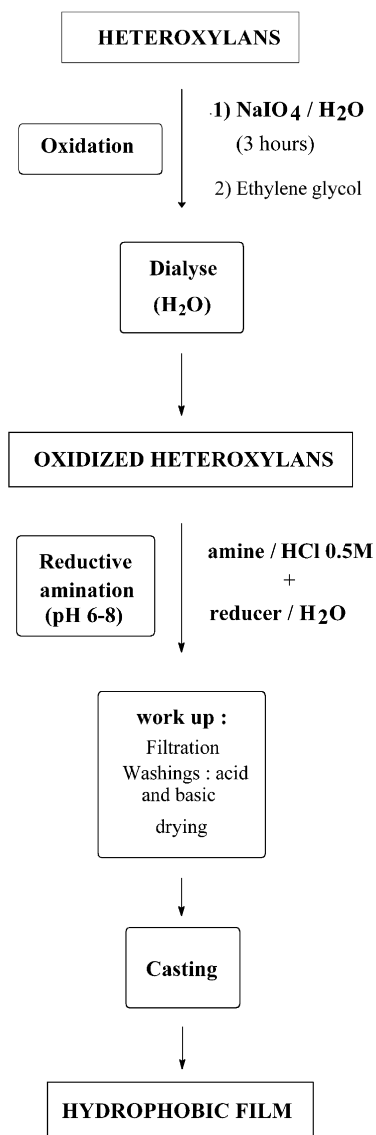 HETEROXYLANS
1) NaIO4 / H2O
(3 hours)
Oxidation
2) Ethylene glycol
Dialyse
(H2O)
OXIDIZED HETEROXYLANS
Reductive
amination
(pH 6-8)
amine / HCl 0.5M
+
reducer / H2O
work up :
Filtration
Washings : acid
and basic
drying
Casting
HYDROPHOBIC FILM